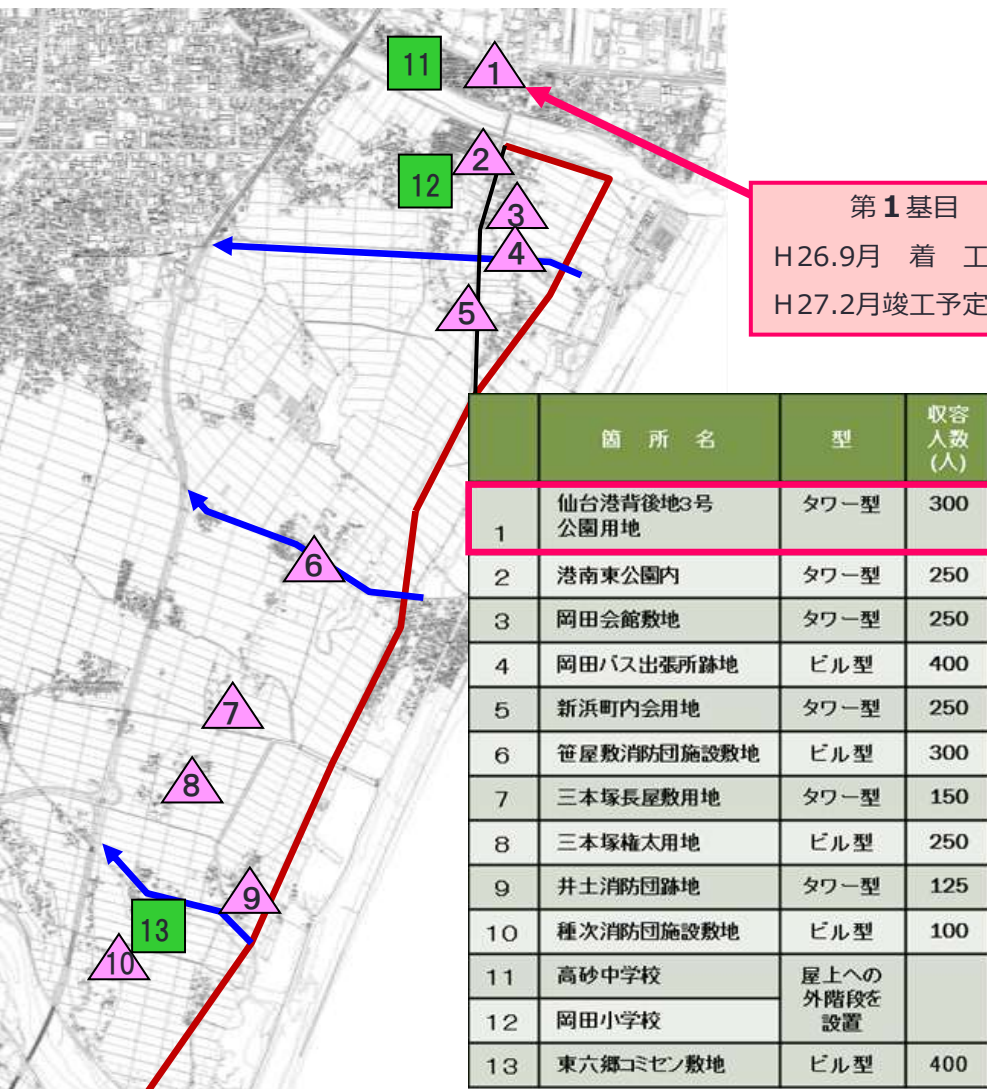 11
1
2
12
3
4
5
6
7
8
9
13
10
第1基目
H26.9月 着 工
H27.2月竣工予定
箇 所 名 型 収容人数(人)
1 仙台港背後地3号公園用地 タワー型 300
2 港南東公園内 タワー型 250
3 岡田会館敷地 タワー型 250
4 岡田バス出張所跡地 ビル型 400
5 新浜町内会用地 タワー型 250
6 笹屋敷消防団施設敷地 ビル型 300
7 三本塚長屋敷用地 タワー型 150
8 三本塚権太用地 ビル型 250
9 井土消防団跡地 タワー型 125
10 種次消防団施設敷地 ビル型 100
11 高砂中学校 屋上への外階段を設置
12 岡田小学校
13 東六郷コミセン敷地 ビル型 400